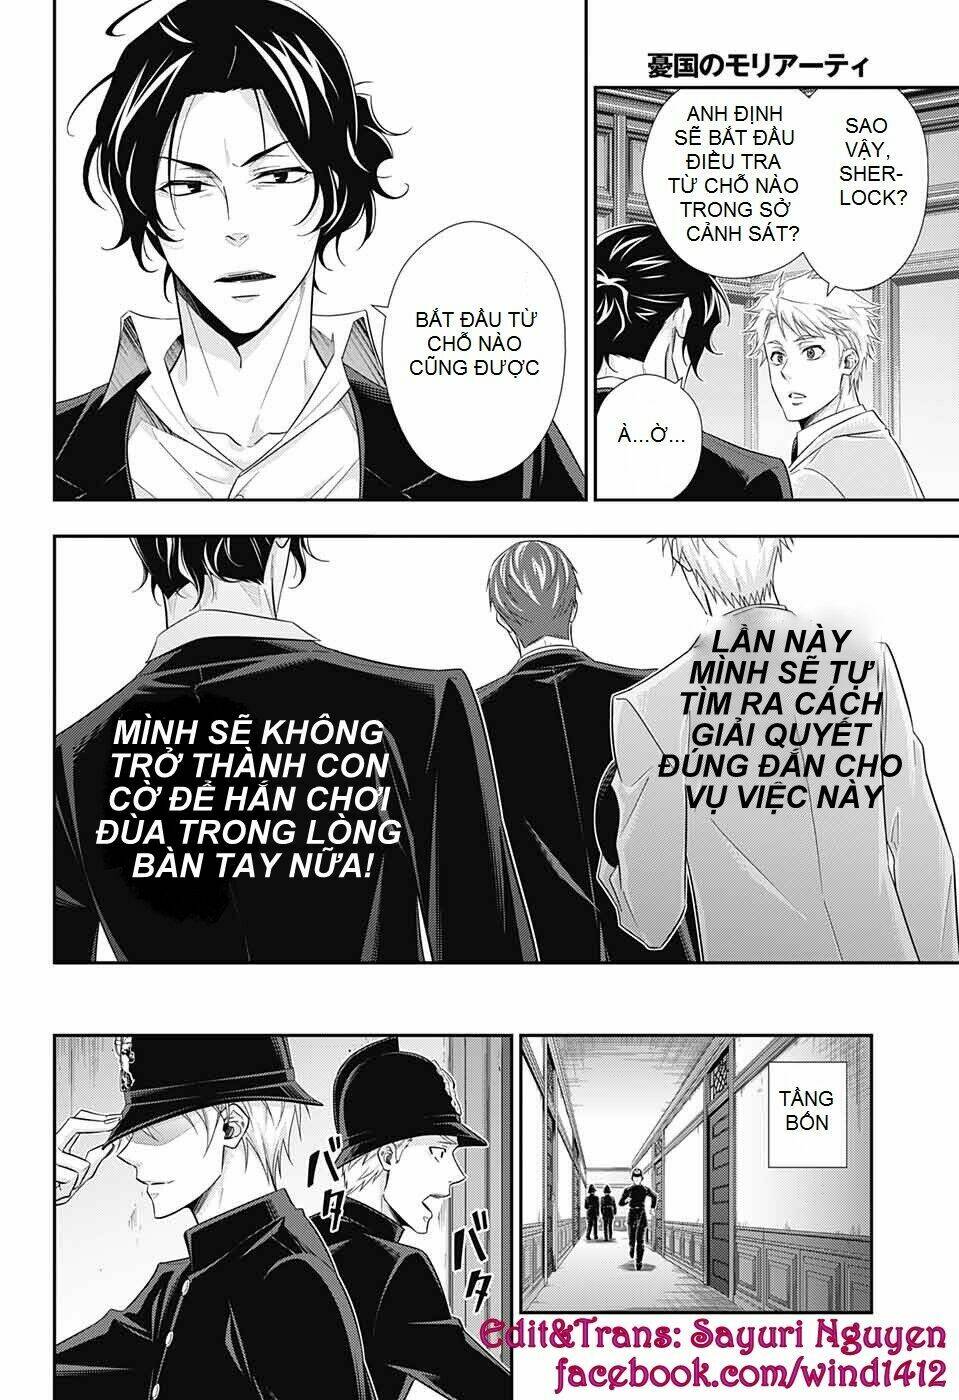 憂国のモリアーティ
SAO
VẬY,
SHER-
LOCK?
ANH ĐỊNH
SẼ BẮT ĐẦU
ĐIỀU TRA
TỪ CHỖ NÀO
TRONG SỞ
CẢNH SÁT?
À...Ờ...
BẮT ĐẦU TỪ
CHỖ NÀO
CŨNG ĐƯỢC
LẦN NÀY
MÌNH SẼ TỰ
TÌM RA CÁCH
GIẢI QUYẾT
ĐÚNG ĐẮN CHO
VỤ VIỆC NÀY
MÌNH SẼ KHÔNG
TRỞ THÀNH CON
CỜ ĐỂ HẮN CHƠI
ĐÙA TRONG LÒNG
BÀN TAY NỮA!
TẦNG
BỐN
バタ
バタ
Edit&Trans: Sayuri Nguyen
facebook.com/wind1412